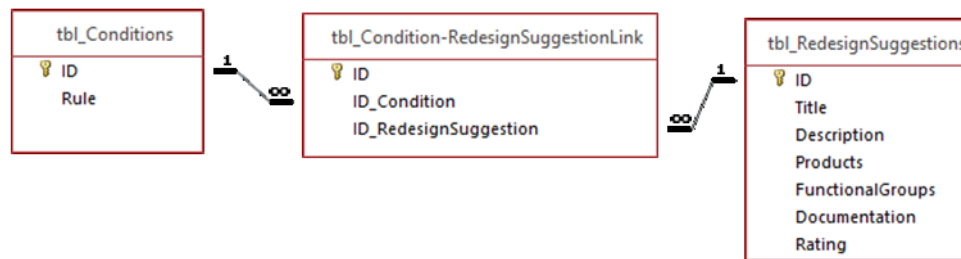 tbl_Conditions
ID
Rule
1
∞
tbl_Condition-RedesignSuggestionLink
ID
ID_Condition
ID_RedesignSuggestion
1
∞
tbl_RedesignSuggestions
ID
Title
Description
Products
FunctionalGroups
Documentation
Rating